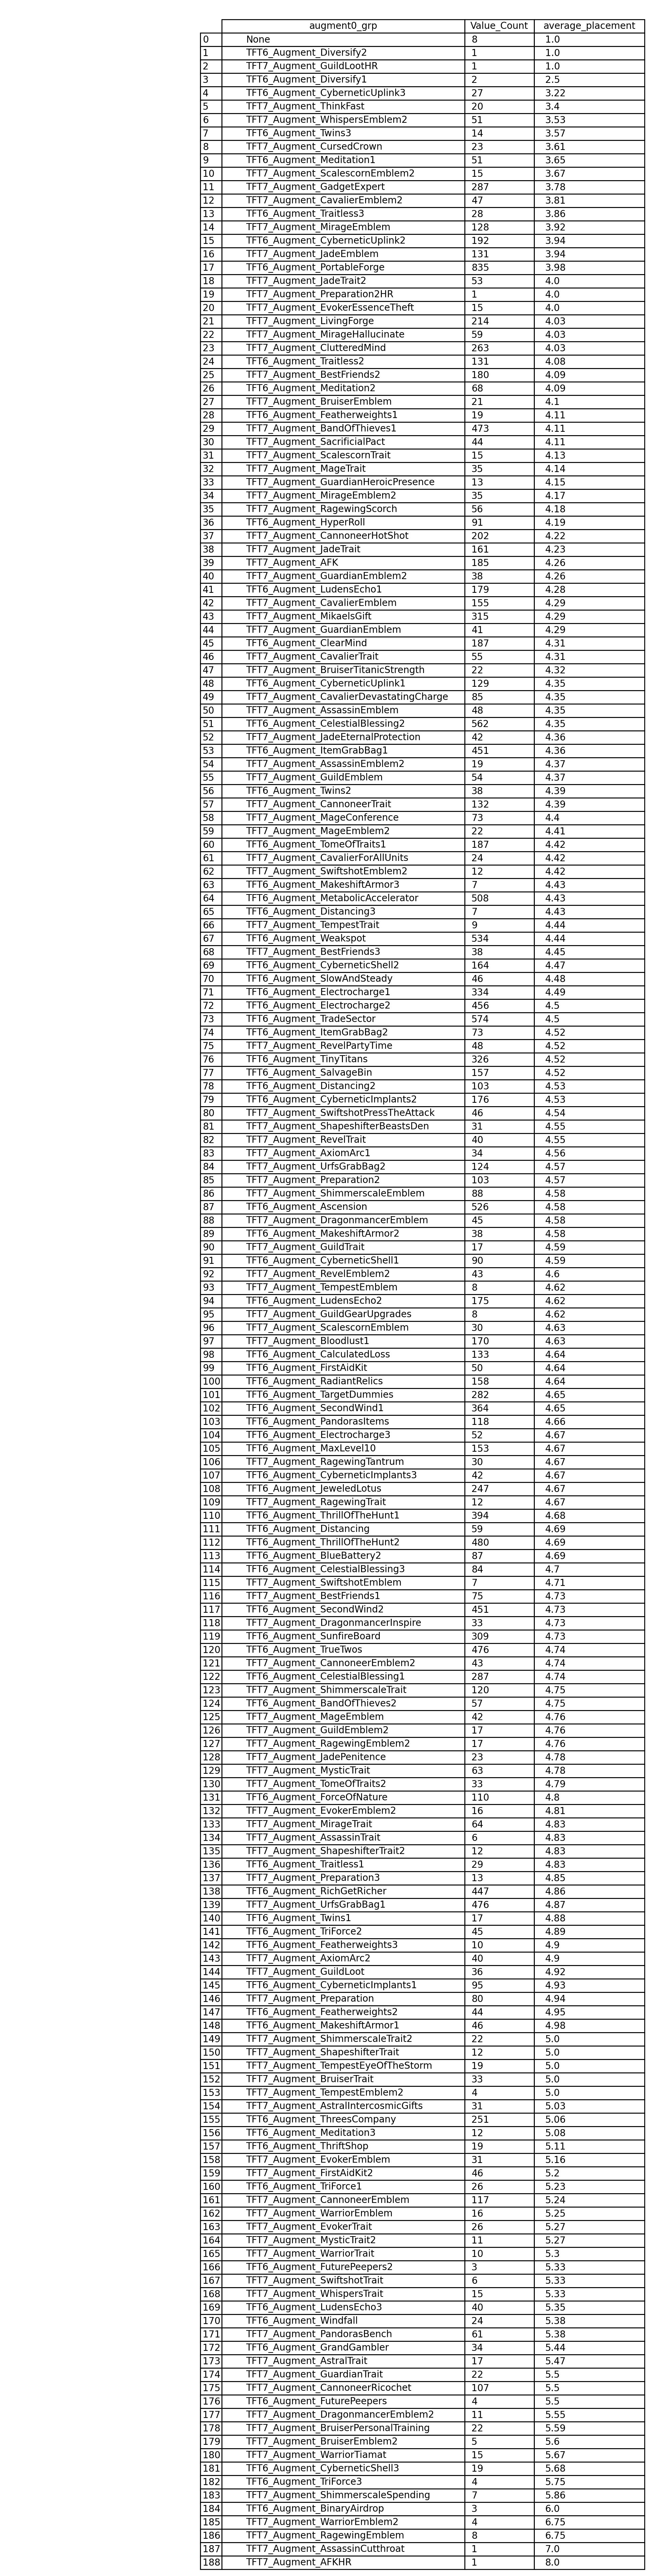 augment0_grp Value_Count average_placement
0 None 8 1.0
1 TFT6_Augment_Diversify2 1 1.0
2 TFT7_Augment_GuildLootHR 1 1.0
3 TFT6_Augment_Diversify1 2 2.5
4 TFT6_Augment_CyberneticUplink3 27 3.22
5 TFT7_Augment_ThinkFast 20 3.4
6 TFT7_Augment_WhispersEmblem2 51 3.53
7 TFT6_Augment_Twins3 14 3.57
8 TFT7_Augment_CursedCrown 23 3.61
9 TFT6_Augment_Meditation1 51 3.65
10 TFT7_Augment_ScalescornEmblem2 15 3.67
11 TFT7_Augment_GadgetExpert 287 3.78
12 TFT7_Augment_CavalierEmblem2 47 3.81
13 TFT6_Augment_Traitless3 28 3.86
14 TFT7_Augment_MirageEmblem 128 3.92
15 TFT6_Augment_CyberneticUplink2 192 3.94
16 TFT7_Augment_JadeEmblem 131 3.94
17 TFT6_Augment_PortableForge 835 3.98
18 TFT7_Augment_JadeTrait2 53 4.0
19 TFT7_Augment_Preparation2HR 1 4.0
20 TFT7_Augment_EvokerEssenceTheft 15 4.0
21 TFT7_Augment_LivingForge 214 4.03
22 TFT7_Augment_MirageHallucinate 59 4.03
23 TFT7_Augment_ClutteredMind 263 4.03
24 TFT6_Augment_Traitless2 131 4.08
25 TFT7_Augment_BestFriends2 180 4.09
26 TFT6_Augment_Meditation2 68 4.09
27 TFT7_Augment_BruiserEmblem 21 4.1
28 TFT6_Augment_Featherweights1 19 4.11
29 TFT7_Augment_BandOfThieves1 473 4.11
30 TFT7_Augment_SacrificialPact 44 4.11
31 TFT7_Augment_ScalescornTrait 15 4.13
32 TFT7_Augment_MageTrait 35 4.14
33 TFT7_Augment_GuardianHeroicPresence 13 4.15
34 TFT7_Augment_MirageEmblem2 35 4.17
35 TFT7_Augment_RagewingScorch 56 4.18
36 TFT6_Augment_HyperRoll 91 4.19
37 TFT7_Augment_CannoneerHotShot 202 4.22
38 TFT7_Augment_JadeTrait 161 4.23
39 TFT7_Augment_AFK 185 4.26
40 TFT7_Augment_GuardianEmblem2 38 4.26
41 TFT6_Augment_LudensEcho1 179 4.28
42 TFT7_Augment_CavalierEmblem 155 4.29
43 TFT7_Augment_MikaelsGift 315 4.29
44 TFT7_Augment_GuardianEmblem 41 4.29
45 TFT6_Augment_ClearMind 187 4.31
46 TFT7_Augment_CavalierTrait 55 4.31
47 TFT7_Augment_BruiserTitanicStrength 22 4.32
48 TFT6_Augment_CyberneticUplink1 129 4.35
49 TFT7_Augment_CavalierDevastatingCharge 85 4.35
50 TFT7_Augment_AssassinEmblem 48 4.35
51 TFT6_Augment_CelestialBlessing2 562 4.35
52 TFT7_Augment_JadeEternalProtection 42 4.36
53 TFT6_Augment_ItemGrabBag1 451 4.36
54 TFT7_Augment_AssassinEmblem2 19 4.37
55 TFT7_Augment_GuildEmblem 54 4.37
56 TFT6_Augment_Twins2 38 4.39
57 TFT7_Augment_CannoneerTrait 132 4.39
58 TFT7_Augment_MageConference 73 4.4
59 TFT7_Augment_MageEmblem2 22 4.41
60 TFT6_Augment_TomeOfTraits1 187 4.42
61 TFT7_Augment_CavalierForAllUnits 24 4.42
62 TFT7_Augment_SwiftshotEmblem2 12 4.42
63 TFT6_Augment_MakeshiftArmor3 7 4.43
64 TFT6_Augment_MetabolicAccelerator 508 4.43
65 TFT6_Augment_Distancing3 7 4.43
66 TFT7_Augment_TempestTrait 9 4.44
67 TFT6_Augment_Weakspot 534 4.44
68 TFT7_Augment_BestFriends3 38 4.45
69 TFT6_Augment_CyberneticShell2 164 4.47
70 TFT6_Augment_SlowAndSteady 46 4.48
71 TFT6_Augment_Electrocharge1 334 4.49
72 TFT6_Augment_Electrocharge2 456 4.5
73 TFT6_Augment_TradeSector 574 4.5
74 TFT6_Augment_ItemGrabBag2 73 4.52
75 TFT7_Augment_RevelPartyTime 48 4.52
76 TFT6_Augment_TinyTitans 326 4.52
77 TFT6_Augment_SalvageBin 157 4.52
78 TFT6_Augment_Distancing2 103 4.53
79 TFT6_Augment_CyberneticImplants2 176 4.53
80 TFT7_Augment_SwiftshotPressTheAttack 46 4.54
81 TFT7_Augment_ShapeshifterBeastsDen 31 4.55
82 TFT7_Augment_RevelTrait 40 4.55
83 TFT7_Augment_AxiomArc1 34 4.56
84 TFT7_Augment_UrfsGrabBag2 124 4.57
85 TFT7_Augment_Preparation2 103 4.57
86 TFT7_Augment_ShimmerscaleEmblem 88 4.58
87 TFT6_Augment_Ascension 526 4.58
88 TFT7_Augment_DragonmancerEmblem 45 4.58
89 TFT6_Augment_MakeshiftArmor2 38 4.58
90 TFT7_Augment_GuildTrait 17 4.59
91 TFT6_Augment_CyberneticShell1 90 4.59
92 TFT7_Augment_RevelEmblem2 43 4.6
93 TFT7_Augment_TempestEmblem 8 4.62
94 TFT6_Augment_LudensEcho2 175 4.62
95 TFT7_Augment_GuildGearUpgrades 8 4.62
96 TFT7_Augment_ScalescornEmblem 30 4.63
97 TFT7_Augment_Bloodlust1 170 4.63
98 TFT6_Augment_CalculatedLoss 133 4.64
99 TFT6_Augment_FirstAidKit 50 4.64
100 TFT6_Augment_RadiantRelics 158 4.64
101 TFT6_Augment_TargetDummies 282 4.65
102 TFT6_Augment_SecondWind1 364 4.65
103 TFT6_Augment_PandorasItems 118 4.66
104 TFT6_Augment_Electrocharge3 52 4.67
105 TFT6_Augment_MaxLevel10 153 4.67
106 TFT7_Augment_RagewingTantrum 30 4.67
107 TFT6_Augment_CyberneticImplants3 42 4.67
108 TFT6_Augment_JeweledLotus 247 4.67
109 TFT7_Augment_RagewingTrait 12 4.67
110 TFT6_Augment_ThrillOfTheHunt1 394 4.68
111 TFT6_Augment_Distancing 59 4.69
112 TFT6_Augment_ThrillOfTheHunt2 480 4.69
113 TFT6_Augment_BlueBattery2 87 4.69
114 TFT6_Augment_CelestialBlessing3 84 4.7
115 TFT7_Augment_SwiftshotEmblem 7 4.71
116 TFT7_Augment_BestFriends1 75 4.73
117 TFT6_Augment_SecondWind2 451 4.73
118 TFT7_Augment_DragonmancerInspire 33 4.73
119 TFT6_Augment_SunfireBoard 309 4.73
120 TFT6_Augment_TrueTwos 476 4.74
121 TFT7_Augment_CannoneerEmblem2 43 4.74
122 TFT6_Augment_CelestialBlessing1 287 4.74
123 TFT7_Augment_ShimmerscaleTrait 120 4.75
124 TFT6_Augment_BandOfThieves2 57 4.75
125 TFT7_Augment_MageEmblem 42 4.76
126 TFT7_Augment_GuildEmblem2 17 4.76
127 TFT7_Augment_RagewingEmblem2 17 4.76
128 TFT7_Augment_JadePenitence 23 4.78
129 TFT7_Augment_MysticTrait 63 4.78
130 TFT7_Augment_TomeOfTraits2 33 4.79
131 TFT6_Augment_ForceOfNature 110 4.8
132 TFT7_Augment_EvokerEmblem2 16 4.81
133 TFT7_Augment_MirageTrait 64 4.83
134 TFT7_Augment_AssassinTrait 6 4.83
135 TFT7_Augment_ShapeshifterTrait2 12 4.83
136 TFT6_Augment_Traitless1 29 4.83
137 TFT7_Augment_Preparation3 13 4.85
138 TFT6_Augment_RichGetRicher 447 4.86
139 TFT7_Augment_UrfsGrabBag1 476 4.87
140 TFT6_Augment_Twins1 17 4.88
141 TFT6_Augment_TriForce2 45 4.89
142 TFT6_Augment_Featherweights3 10 4.9
143 TFT7_Augment_AxiomArc2 40 4.9
144 TFT7_Augment_GuildLoot 36 4.92
145 TFT6_Augment_CyberneticImplants1 95 4.93
146 TFT7_Augment_Preparation 80 4.94
147 TFT6_Augment_Featherweights2 44 4.95
148 TFT6_Augment_MakeshiftArmor1 46 4.98
149 TFT7_Augment_ShimmerscaleTrait2 22 5.0
150 TFT7_Augment_ShapeshifterTrait 12 5.0
151 TFT7_Augment_TempestEyeOfTheStorm 19 5.0
152 TFT7_Augment_BruiserTrait 33 5.0
153 TFT7_Augment_TempestEmblem2 4 5.0
154 TFT7_Augment_AstralIntercosmicGifts 31 5.03
155 TFT6_Augment_ThreesCompany 251 5.06
156 TFT6_Augment_Meditation3 12 5.08
157 TFT6_Augment_ThriftShop 19 5.11
158 TFT7_Augment_EvokerEmblem 31 5.16
159 TFT7_Augment_FirstAidKit2 46 5.2
160 TFT6_Augment_TriForce1 26 5.23
161 TFT7_Augment_CannoneerEmblem 117 5.24
162 TFT7_Augment_WarriorEmblem 16 5.25
163 TFT7_Augment_EvokerTrait 26 5.27
164 TFT7_Augment_MysticTrait2 11 5.27
165 TFT7_Augment_WarriorTrait 10 5.3
166 TFT6_Augment_FuturePeepers2 3 5.33
167 TFT7_Augment_SwiftshotTrait 6 5.33
168 TFT7_Augment_WhispersTrait 15 5.33
169 TFT6_Augment_LudensEcho3 40 5.35
170 TFT6_Augment_Windfall 24 5.38
171 TFT7_Augment_PandorasBench 61 5.38
172 TFT6_Augment_GrandGambler 34 5.44
173 TFT7_Augment_AstralTrait 17 5.47
174 TFT7_Augment_GuardianTrait 22 5.5
175 TFT7_Augment_CannoneerRicochet 107 5.5
176 TFT6_Augment_FuturePeepers 4 5.5
177 TFT7_Augment_DragonmancerEmblem2 11 5.55
178 TFT7_Augment_BruiserPersonalTraining 22 5.59
179 TFT7_Augment_BruiserEmblem2 5 5.6
180 TFT7_Augment_WarriorTiamat 15 5.67
181 TFT6_Augment_CyberneticShell3 19 5.68
182 TFT6_Augment_TriForce3 4 5.75
183 TFT7_Augment_ShimmerscaleSpending 7 5.86
184 TFT6_Augment_BinaryAirdrop 3 6.0
185 TFT7_Augment_WarriorEmblem2 4 6.75
186 TFT7_Augment_RagewingEmblem 8 6.75
187 TFT7_Augment_AssassinCutthroat 1 7.0
188 TFT7_Augment_AFKHR 1 8.0